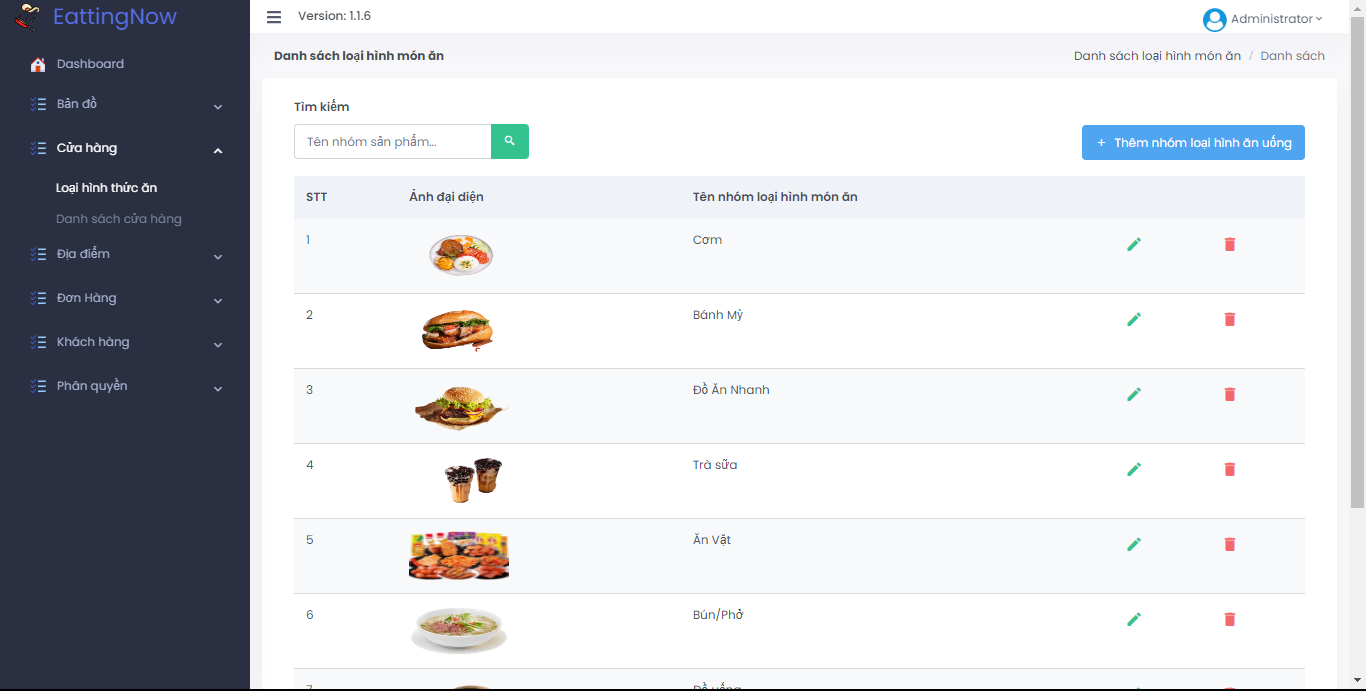 EattingNow
Version: 1.1.6
Administrator
Dashboard
Bản đồ
Cửa hàng
Loại hình thức ăn
Danh sách cửa hàng
Địa điểm
Đơn Hàng
Khách hàng
Phân quyền
Danh sách loại hình món ăn
Danh sách loại hình món ăn / Danh sách
Tìm kiếm
Tên nhóm sản phẩm...
+ Thêm nhóm loại hình ăn uống
STT Ảnh đại diện Tên nhóm loại hình món ăn
1 Cơm
2 Bánh Mỳ
3 Đồ Ăn Nhanh
4 Trà sữa
5 Ăn Vặt
6 Bún/Phở
7 Đồ uống